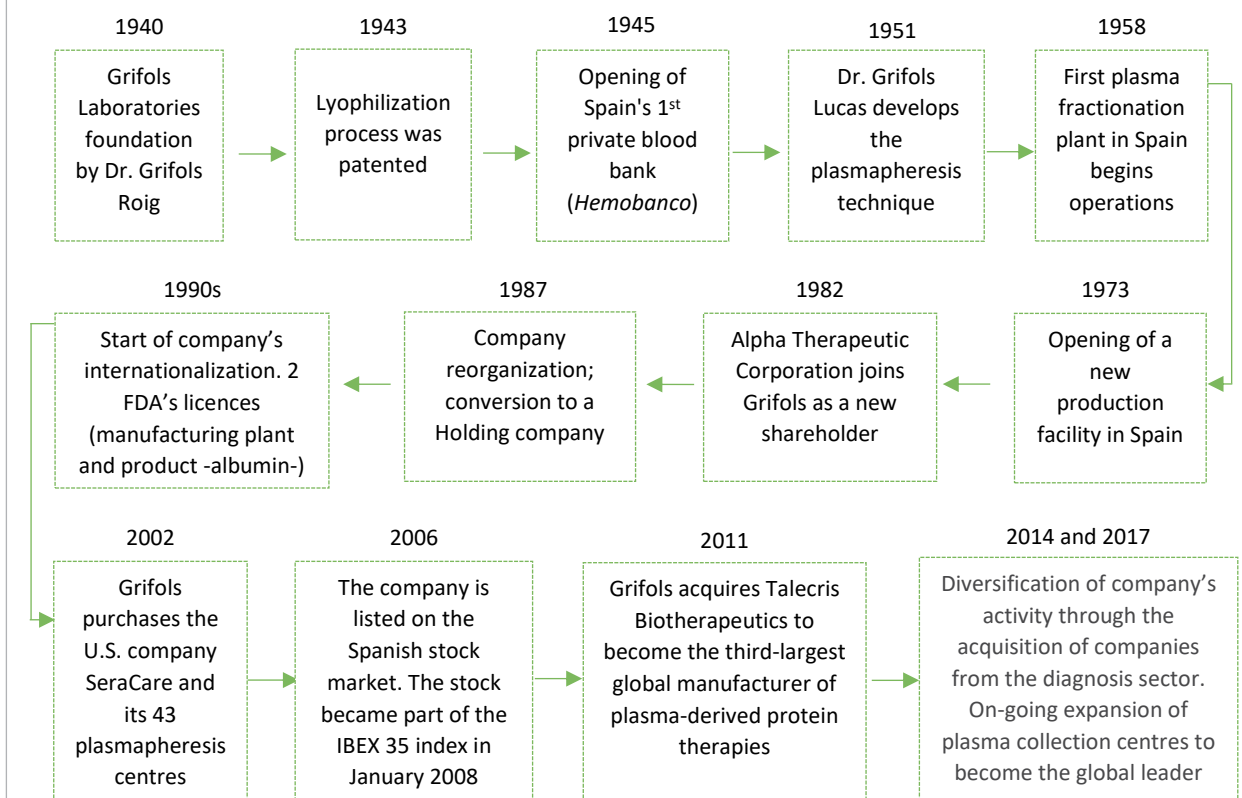 1940
Grifols
Laboratories
foundation
by Dr. Grifols
Roig
1943
Lyophilization
process was
patented
1945
Opening of
Spain's 1st
private blood
bank
(Hemobanco)
1951
Dr. Grifols
Lucas develops
the
plasmapheresis
technique
1958
First plasma
fractionation
plant in Spain
begins
operations
1973
Opening of a
new
production
facility in Spain
1982
Alpha Therapeutic
Corporation joins
Grifols as a new
shareholder
1987
Company
reorganization;
conversion to a
Holding company
1990s
Start of company’s
internationalization. 2
FDA’s licences
(manufacturing plant
and product -albumin-)
2002
Grifols
purchases the
U.S. company
SeraCare and
its 43
plasmapheresis
centres
2006
The company is
listed on the
Spanish stock
market. The stock
became part of the
IBEX 35 index in
January 2008
2011
Grifols acquires Talecris
Biotherapeutics to
become the third-largest
global manufacturer of
plasma-derived protein
therapies
2014 and 2017
Diversification of company’s
activity through the
acquisition of companies
from the diagnosis sector.
On-going expansion of
plasma collection centres to
become the global leader